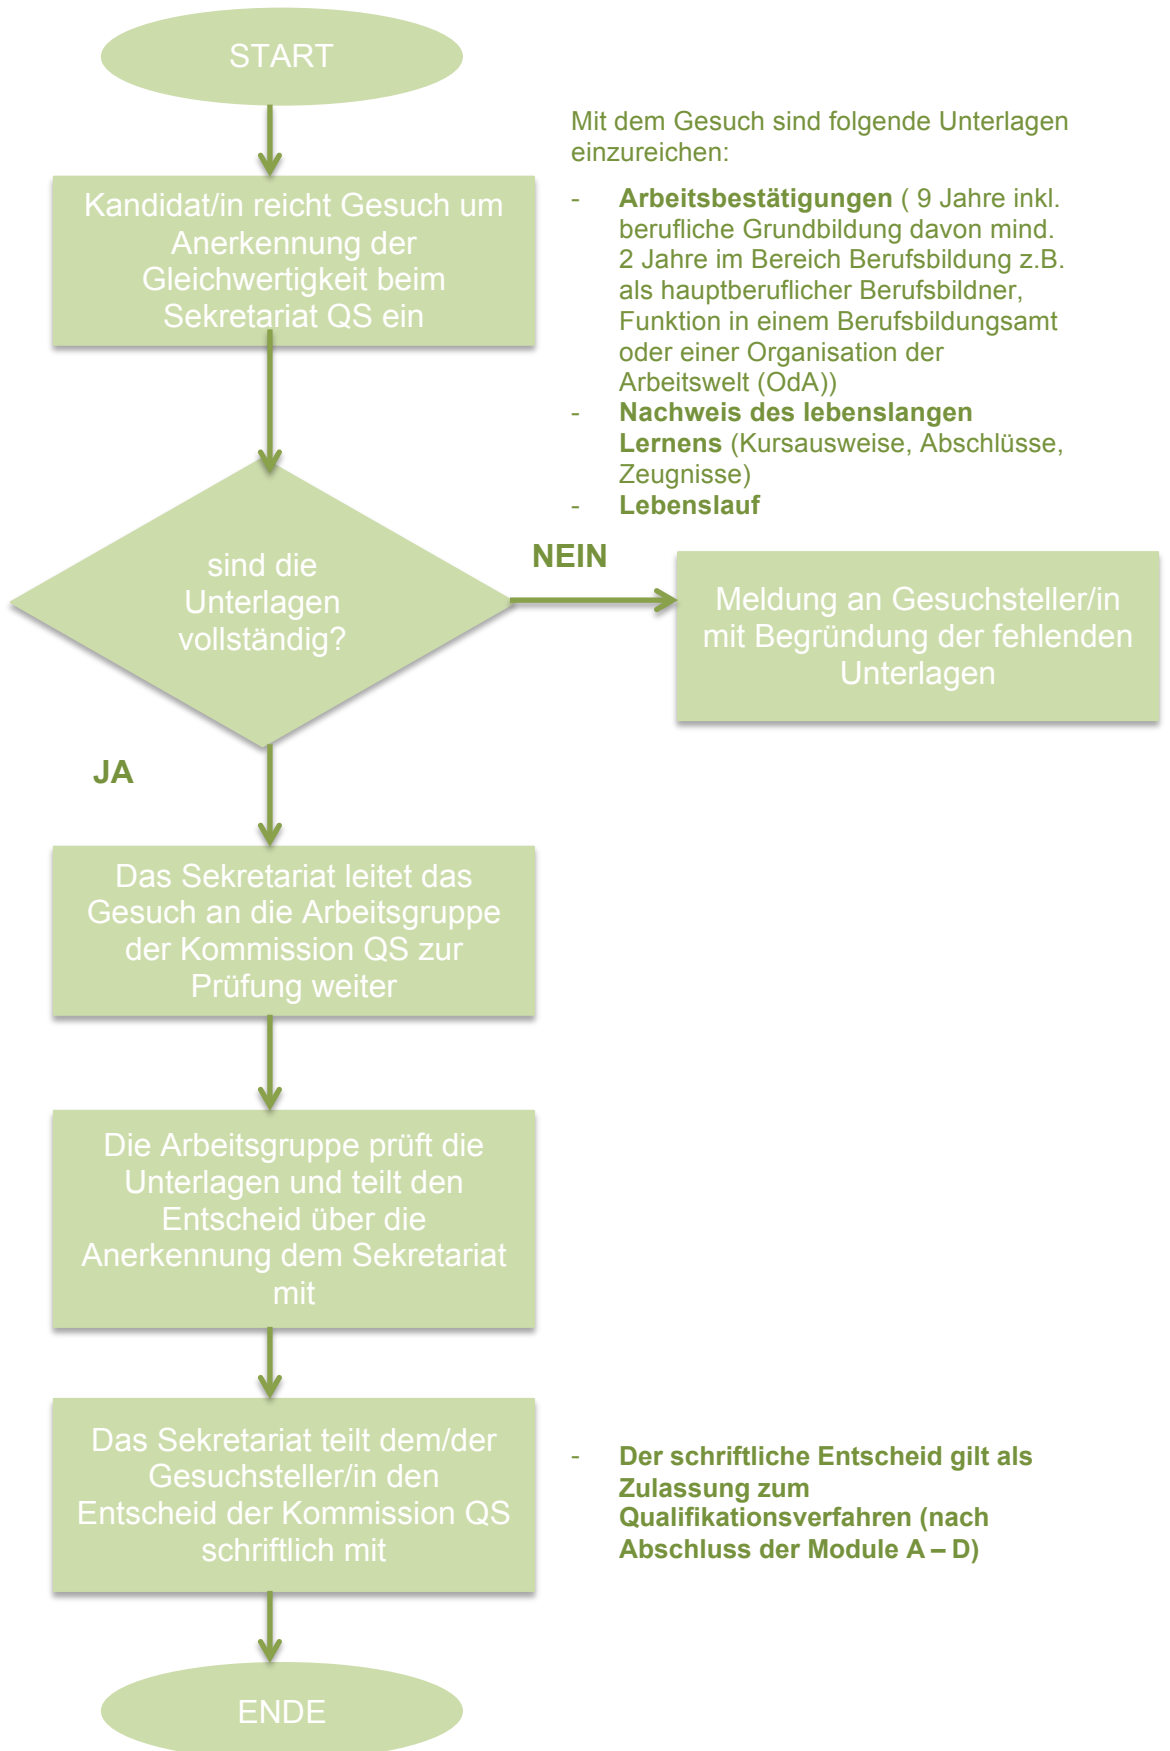 START
Mit dem Gesuch sind folgende Unterlagen
einzureichen:
Kandidat/in reicht Gesuch um
Anerkennung der
Gleichwertigkeit beim
Sekretariat QS ein
- Arbeitsbestätigungen ( 9 Jahre inkl.
berufliche Grundbildung davon mind.
2 Jahre im Bereich Berufsbildung z.B.
als hauptberuflicher Berufsbildner,
Funktion in einem Berufsbildungsamt
oder einer Organisation der
Arbeitswelt (OdA))
- Nachweis des lebenslangen
Lernens (Kursausweise, Abschlüsse,
Zeugnisse)
- Lebenslauf
sind die
Unterlagen
vollständig?
NEIN
Meldung an Gesuchsteller/in
mit Begründung der fehlenden
Unterlagen
JA
Das Sekretariat leitet das
Gesuch an die Arbeitsgruppe
der Kommission QS zur
Prüfung weiter
Die Arbeitsgruppe prüft die
Unterlagen und teilt den
Entscheid über die
Anerkennung dem Sekretariat
mit
Das Sekretariat teilt dem/der
Gesuchsteller/in den
Entscheid der Kommission QS
schriftlich mit
- Der schriftliche Entscheid gilt als
Zulassung zum
Qualifikationsverfahren (nach
Abschluss der Module A – D)
ENDE